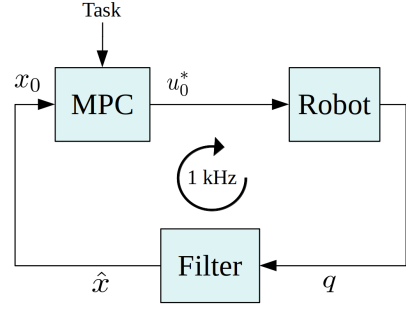 Task
x₀
MPC
u₀*
Robot
1 kHz
Filter
x̂
q